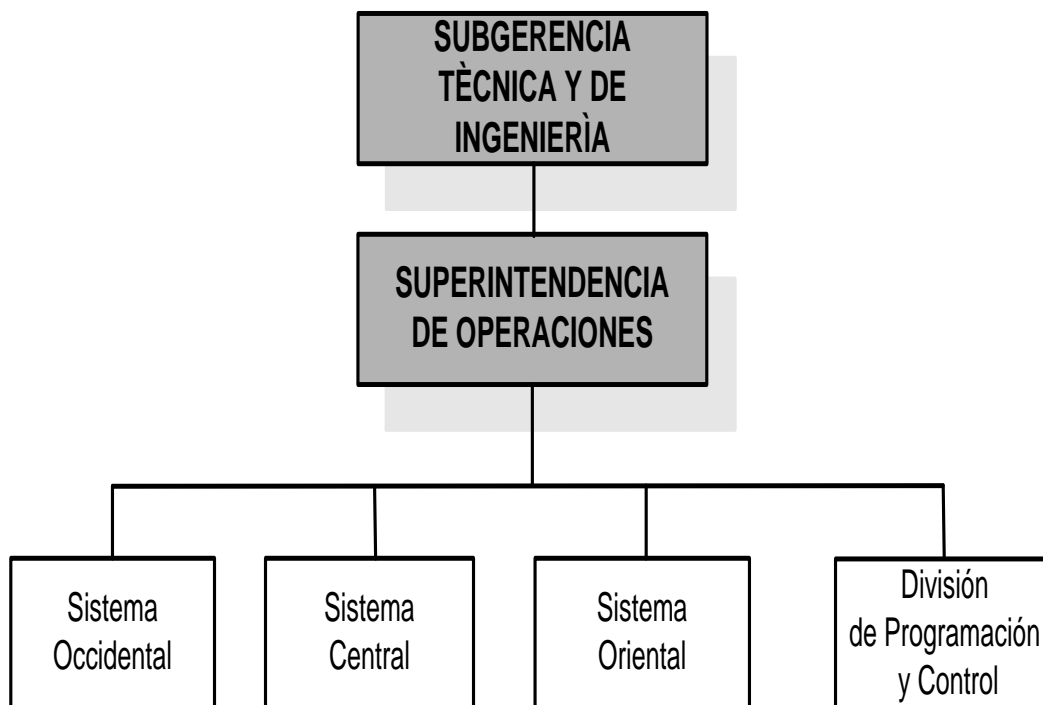 SUBGERENCIA
TÈCNICA Y DE
INGENIERÌA
SUPERINTENDENCIA
DE OPERACIONES
Sistema
Occidental
Sistema
Central
Sistema
Oriental
División
de Programación
y Control